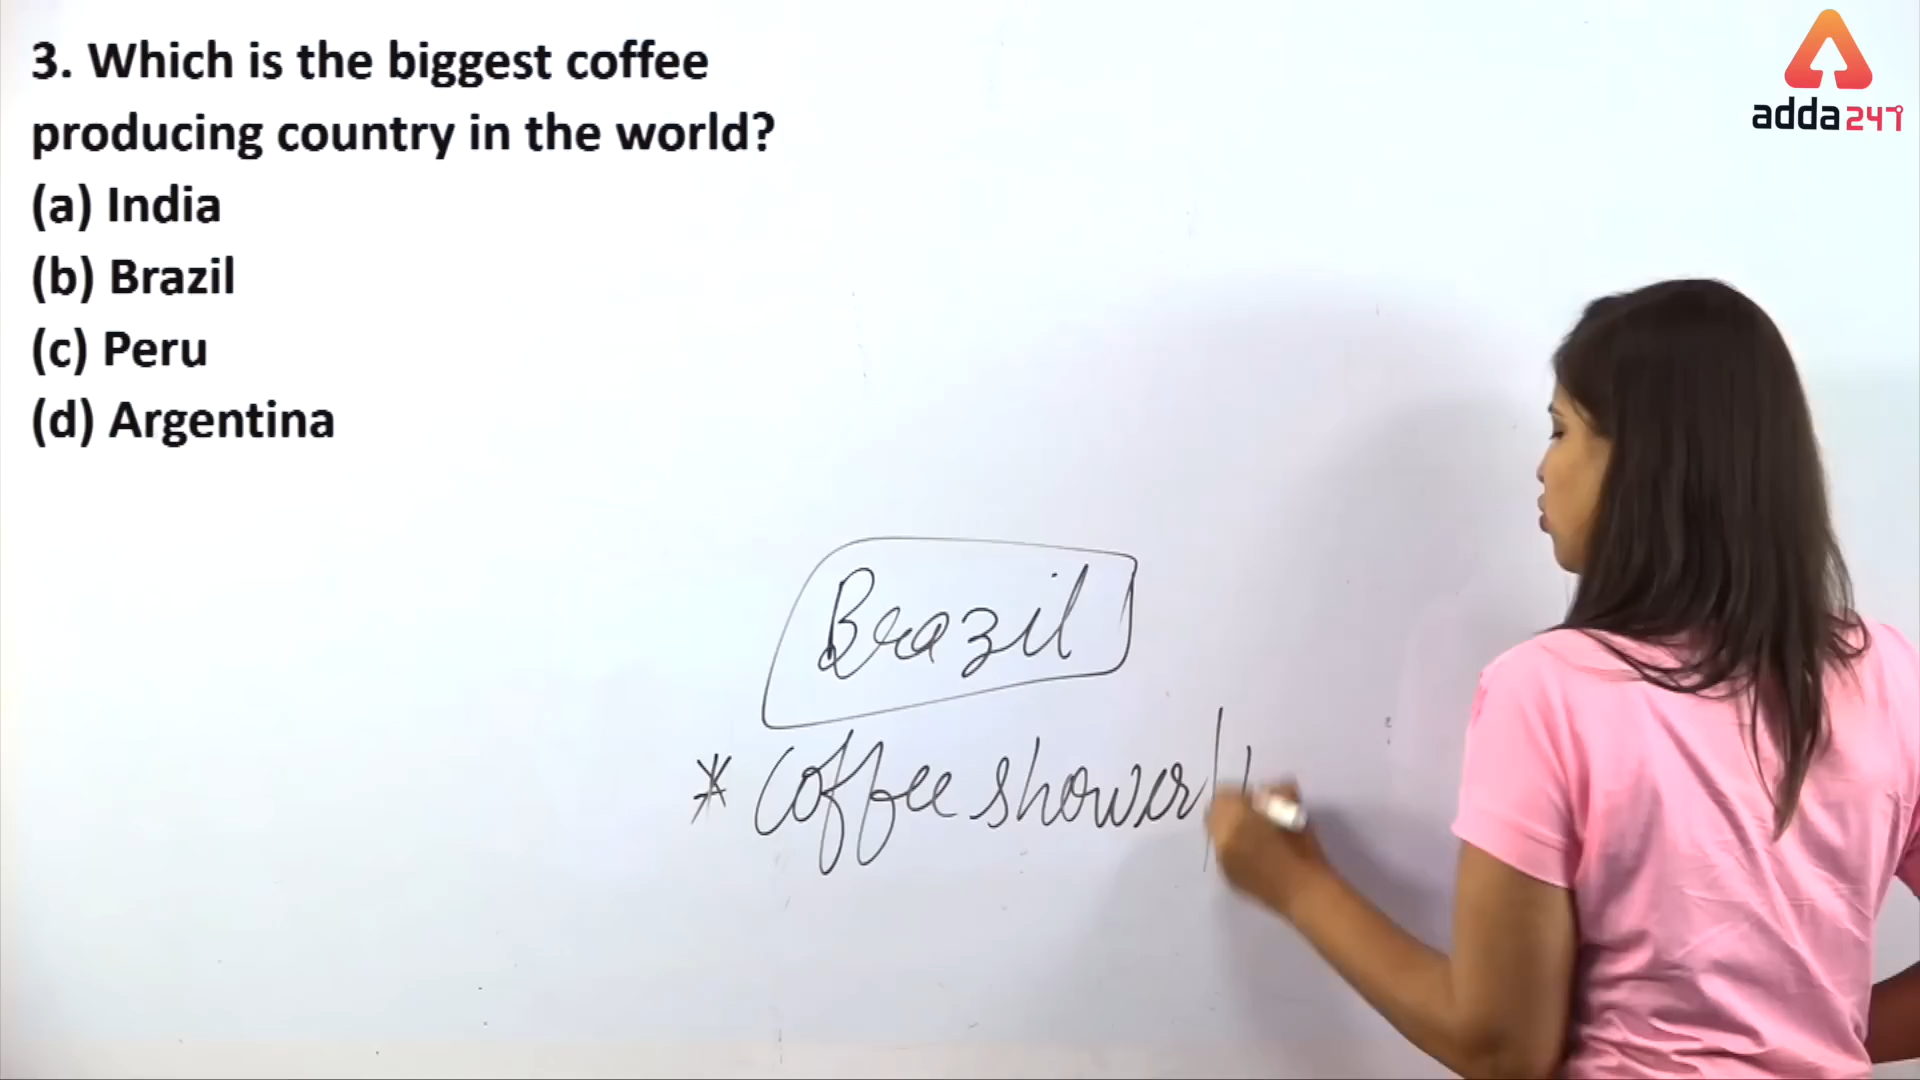 3. Which is the biggest coffee
producing country in the world?
(a) India
(b) Brazil
(c) Peru
(d) Argentina
adda247
Brazil
* Coffee shower